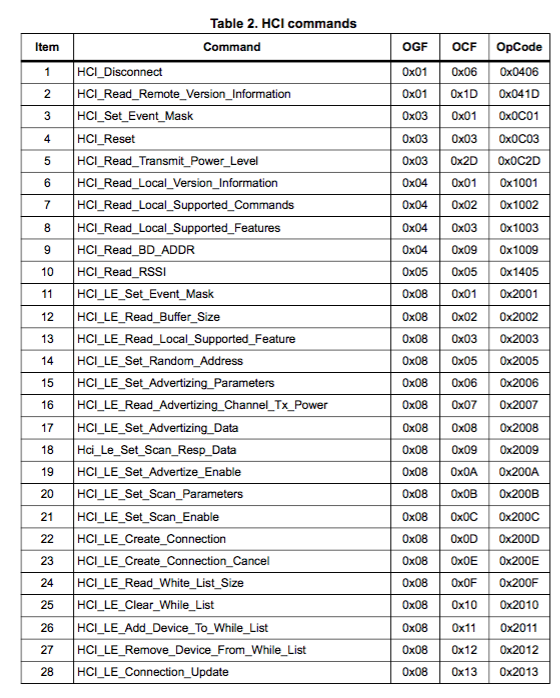 Table 2. HCI commands
Item Command OGF OCF OpCode
1 HCI_Disconnect 0x01 0x06 0x0406
2 HCI_Read_Remote_Version_Information 0x01 0x1D 0x041D
3 HCI_Set_Event_Mask 0x03 0x01 0x0C01
4 HCI_Reset 0x03 0x03 0x0C03
5 HCI_Read_Transmit_Power_Level 0x03 0x2D 0x0C2D
6 HCI_Read_Local_Version_Information 0x04 0x01 0x1001
7 HCI_Read_Local_Supported_Commands 0x04 0x02 0x1002
8 HCI_Read_Local_Supported_Features 0x04 0x03 0x1003
9 HCI_Read_BD_ADDR 0x04 0x09 0x1009
10 HCI_Read_RSSI 0x05 0x05 0x1405
11 HCI_LE_Set_Event_Mask 0x08 0x01 0x2001
12 HCI_LE_Read_Buffer_Size 0x08 0x02 0x2002
13 HCI_LE_Read_Local_Supported_Feature 0x08 0x03 0x2003
14 HCI_LE_Set_Random_Address 0x08 0x05 0x2005
15 HCI_LE_Set_Advertizing_Parameters 0x08 0x06 0x2006
16 HCI_LE_Read_Advertizing_Channel_Tx_Power 0x08 0x07 0x2007
17 HCI_LE_Set_Advertizing_Data 0x08 0x08 0x2008
18 Hci_Le_Set_Scan_Resp_Data 0x08 0x09 0x2009
19 HCI_LE_Set_Advertize_Enable 0x08 0x0A 0x200A
20 HCI_LE_Set_Scan_Parameters 0x08 0x0B 0x200B
21 HCI_LE_Set_Scan_Enable 0x08 0x0C 0x200C
22 HCI_LE_Create_Connection 0x08 0x0D 0x200D
23 HCI_LE_Create_Connection_Cancel 0x08 0x0E 0x200E
24 HCI_LE_Read_White_List_Size 0x08 0x0F 0x200F
25 HCI_LE_Clear_While_List 0x08 0x10 0x2010
26 HCI_LE_Add_Device_To_While_List 0x08 0x11 0x2011
27 HCI_LE_Remove_Device_From_While_List 0x08 0x12 0x2012
28 HCI_LE_Connection_Update 0x08 0x13 0x2013